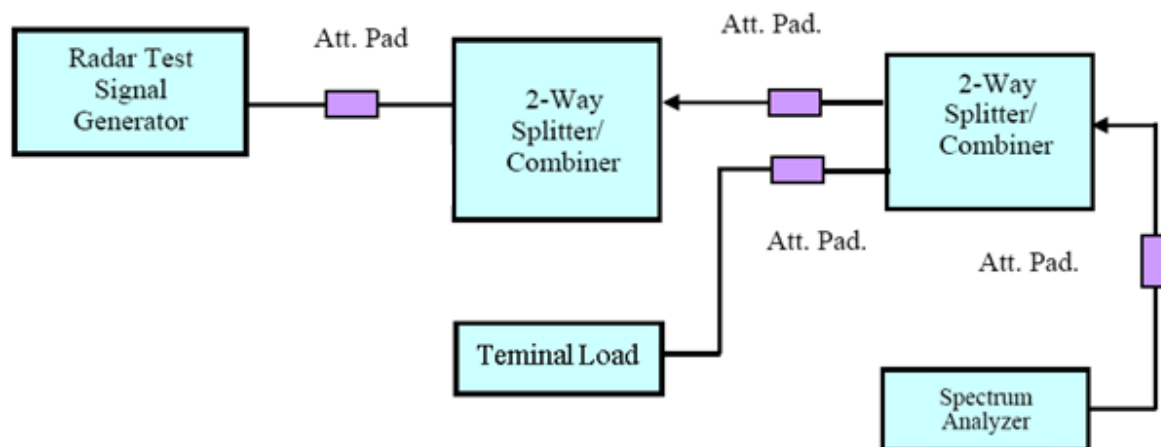 Radar Test
Signal
Generator
Att. Pad
2-Way
Splitter/
Combiner
Att. Pad.
2-Way
Splitter/
Combiner
Att. Pad.
Att. Pad.
Teminal Load
Spectrum
Analyzer